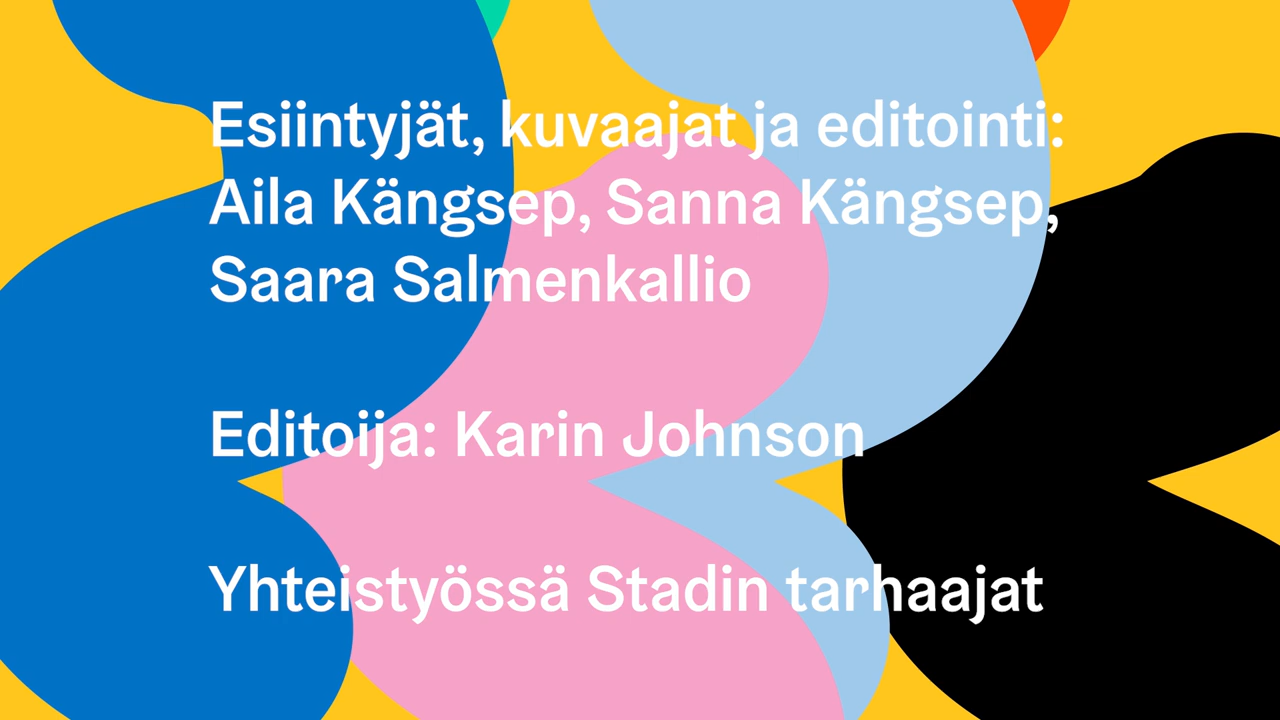 Esiintyjät, kuvaajat ja editointi:
Aila Kängsep, Sanna Kängsep,
Saara Salmenkallio
Editoija: Karin Johnson
Yhteistyössä Stadin tarhaajat